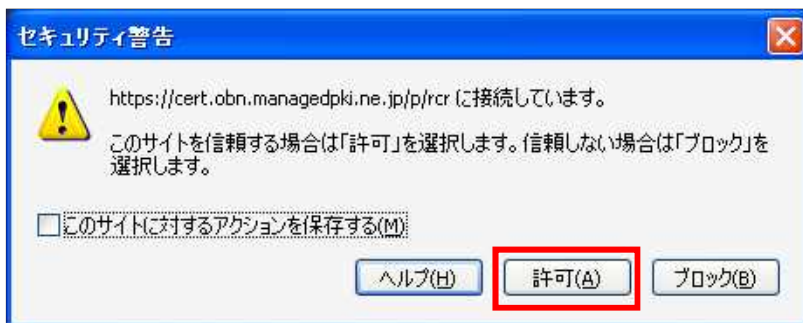 セキュリティ警告
https://cert.obn.managedpki.ne.jp/p/rcr に接続しています。
このサイトを信頼する場合は「許可」を選択します。信頼しない場合は「ブロック」を
選択します。
このサイトに対するアクションを保存する(M)
ヘルプ(H) 許可(A) ブロック(B)